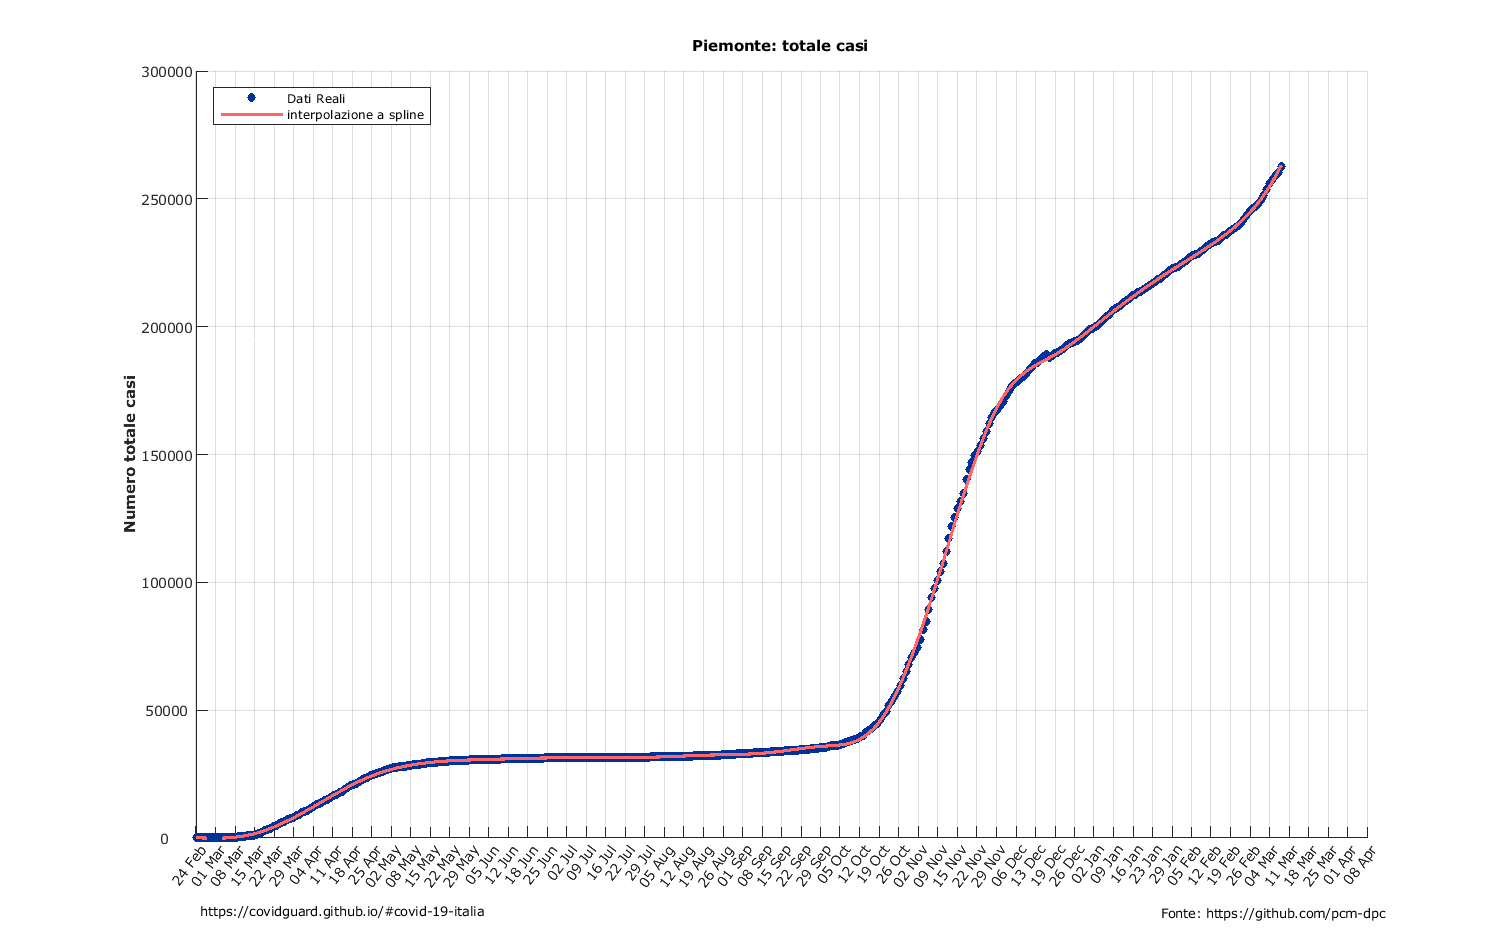 Piemonte: totale casi
Dati Reali
interpolazione a spline
Numero totale casi
300000
250000
200000
150000
100000
50000
0
24 Feb
01 Mar
08 Mar
15 Mar
22 Mar
29 Mar
04 Apr
11 Apr
18 Apr
25 Apr
02 May
08 May
15 May
22 May
29 May
05 Jun
12 Jun
18 Jun
25 Jun
02 Jul
09 Jul
16 Jul
22 Jul
29 Jul
05 Aug
12 Aug
19 Aug
26 Aug
01 Sep
08 Sep
15 Sep
22 Sep
29 Sep
05 Oct
12 Oct
19 Oct
26 Oct
02 Nov
09 Nov
15 Nov
22 Nov
29 Nov
06 Dec
13 Dec
19 Dec
26 Dec
02 Jan
09 Jan
16 Jan
23 Jan
29 Jan
05 Feb
12 Feb
19 Feb
26 Feb
04 Mar
11 Mar
18 Mar
25 Mar
01 Apr
08 Apr
https://covidguard.github.io/#covid-19-italia
Fonte: https://github.com/pcm-dpc